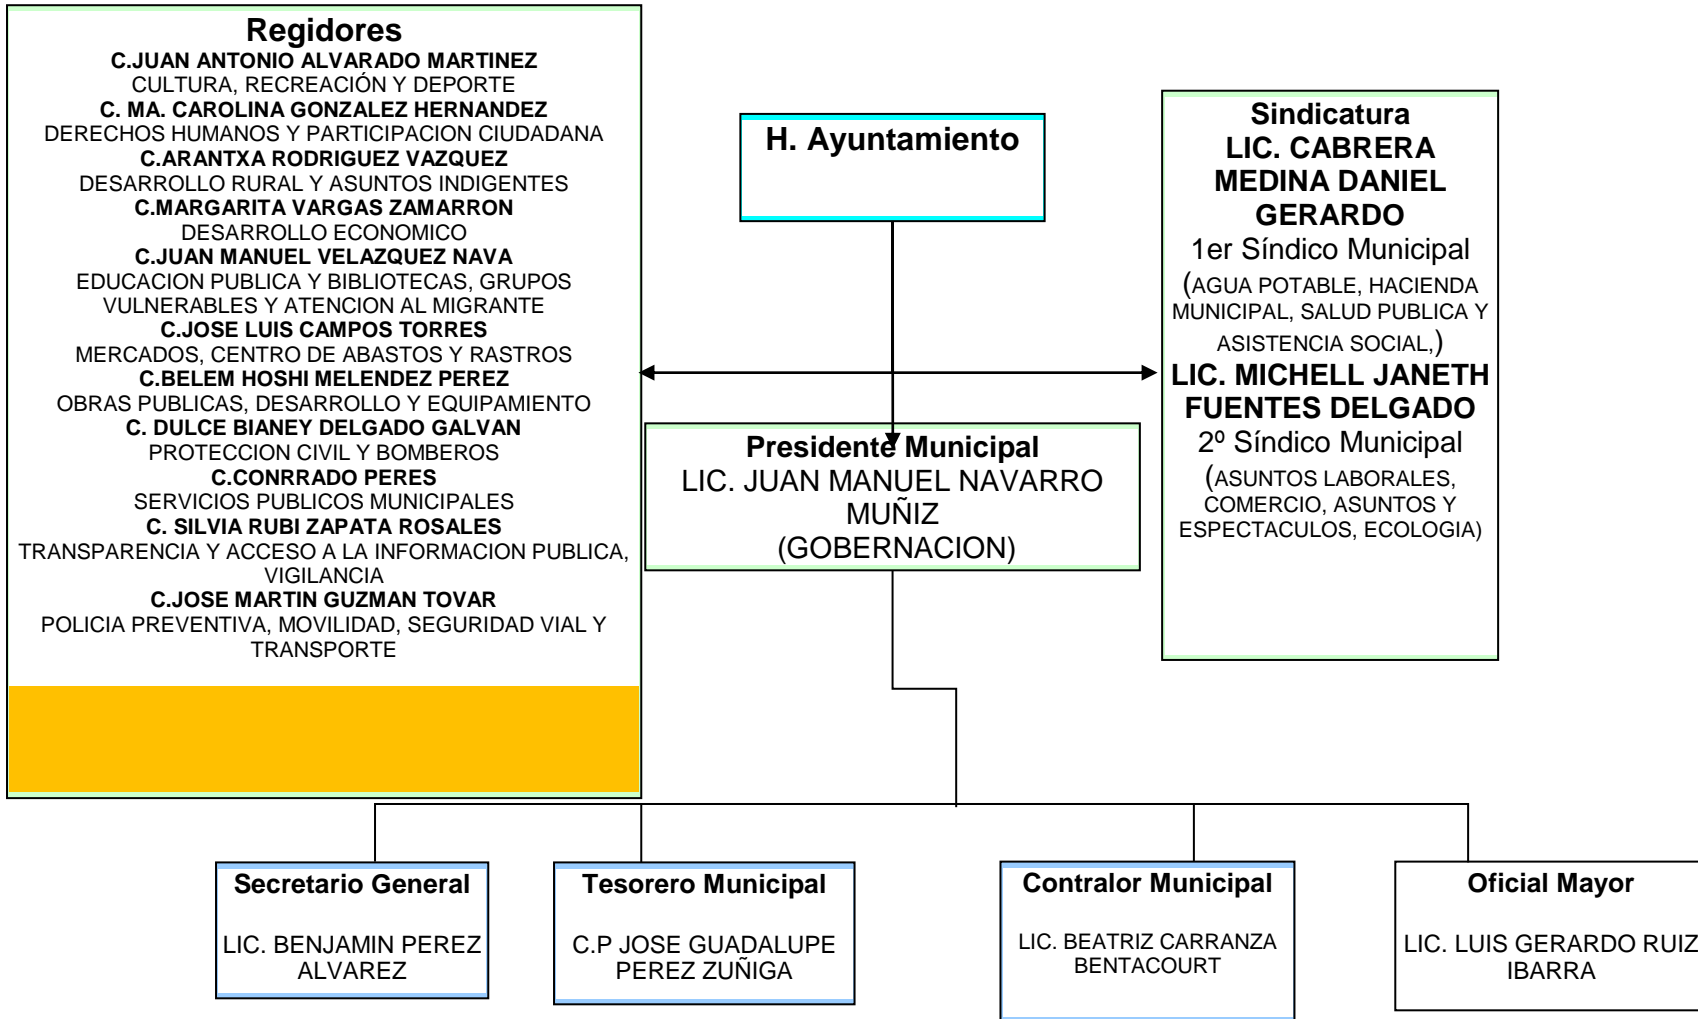 Regidores
C.JUAN ANTONIO ALVARADO MARTINEZ
CULTURA, RECREACIÓN Y DEPORTE
C. MA. CAROLINA GONZALEZ HERNANDEZ
DERECHOS HUMANOS Y PARTICIPACION CIUDADANA
C.ARANTXA RODRIGUEZ VAZQUEZ
DESARROLLO RURAL Y ASUNTOS INDIGENTES
C.MARGARITA VARGAS ZAMARRON
DESARROLLO ECONOMICO
C.JUAN MANUEL VELAZQUEZ NAVA
EDUCACION PUBLICA Y BIBLIOTECAS, GRUPOS
VULNERABLES Y ATENCION AL MIGRANTE
C.JOSE LUIS CAMPOS TORRES
MERCADOS, CENTRO DE ABASTOS Y RASTROS
C.BELEM HOSHI MELENDEZ PEREZ
OBRAS PUBLICAS, DESARROLLO Y EQUIPAMIENTO
C. DULCE BIANEY DELGADO GALVAN
PROTECCION CIVIL Y BOMBEROS
C.CONRRADO PERES
SERVICIOS PUBLICOS MUNICIPALES
C. SILVIA RUBI ZAPATA ROSALES
TRANSPARENCIA Y ACCESO A LA INFORMACION PUBLICA,
VIGILANCIA
C.JOSE MARTIN GUZMAN TOVAR
POLICIA PREVENTIVA, MOVILIDAD, SEGURIDAD VIAL Y
TRANSPORTE
H. Ayuntamiento
Sindicatura
LIC. CABRERA
MEDINA DANIEL
GERARDO
1er Síndico Municipal
(AGUA POTABLE, HACIENDA
MUNICIPAL, SALUD PUBLICA Y
ASISTENCIA SOCIAL,)
LIC. MICHELL JANETH
FUENTES DELGADO
2º Síndico Municipal
(ASUNTOS LABORALES,
COMERCIO, ASUNTOS Y
ESPECTACULOS, ECOLOGIA)
Presidente Municipal
LIC. JUAN MANUEL NAVARRO
MUÑIZ
(GOBERNACION)
Secretario General
LIC. BENJAMIN PEREZ
ALVAREZ
Tesorero Municipal
C.P JOSE GUADALUPE
PEREZ ZUÑIGA
Contralor Municipal
LIC. BEATRIZ CARRANZA
BENTACOURT
Oficial Mayor
LIC. LUIS GERARDO RUIZ
IBARRA